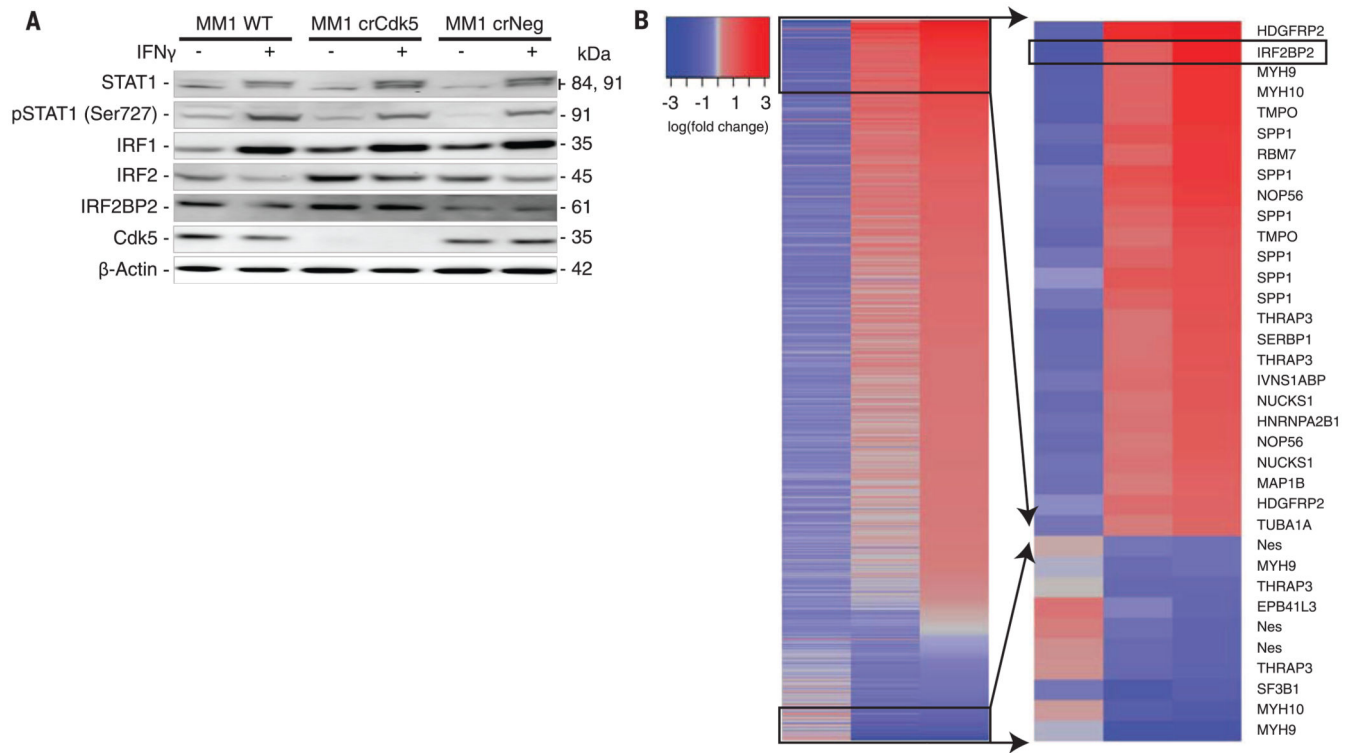 A
MM1 WT MM1 crCdk5 MM1 crNeg
IFNγ - + - + - + kDa
STAT1 - 84, 91
pSTAT1 (Ser727) - - 91
IRF1 - - 35
IRF2 - - 45
IRF2BP2 - - 61
Cdk5 - - 35
β-Actin - - 42
B
-3 -1 1 3
log(fold change)
HDGFRP2
IRF2BP2
MYH9
MYH10
TMPO
SPP1
RBM7
SPP1
NOP56
SPP1
TMPO
SPP1
SPP1
SPP1
THRAP3
SERBP1
THRAP3
IVNS1ABP
NUCKS1
HNRNPA2B1
NOP56
NUCKS1
MAP1B
HDGFRP2
TUBA1A
Nes
MYH9
THRAP3
EPB41L3
Nes
Nes
THRAP3
SF3B1
MYH10
MYH9